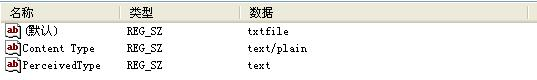 名称 类型 数据
(默认) REG_SZ txtfile
Content Type REG_SZ text/plain
PerceivedType REG_SZ text